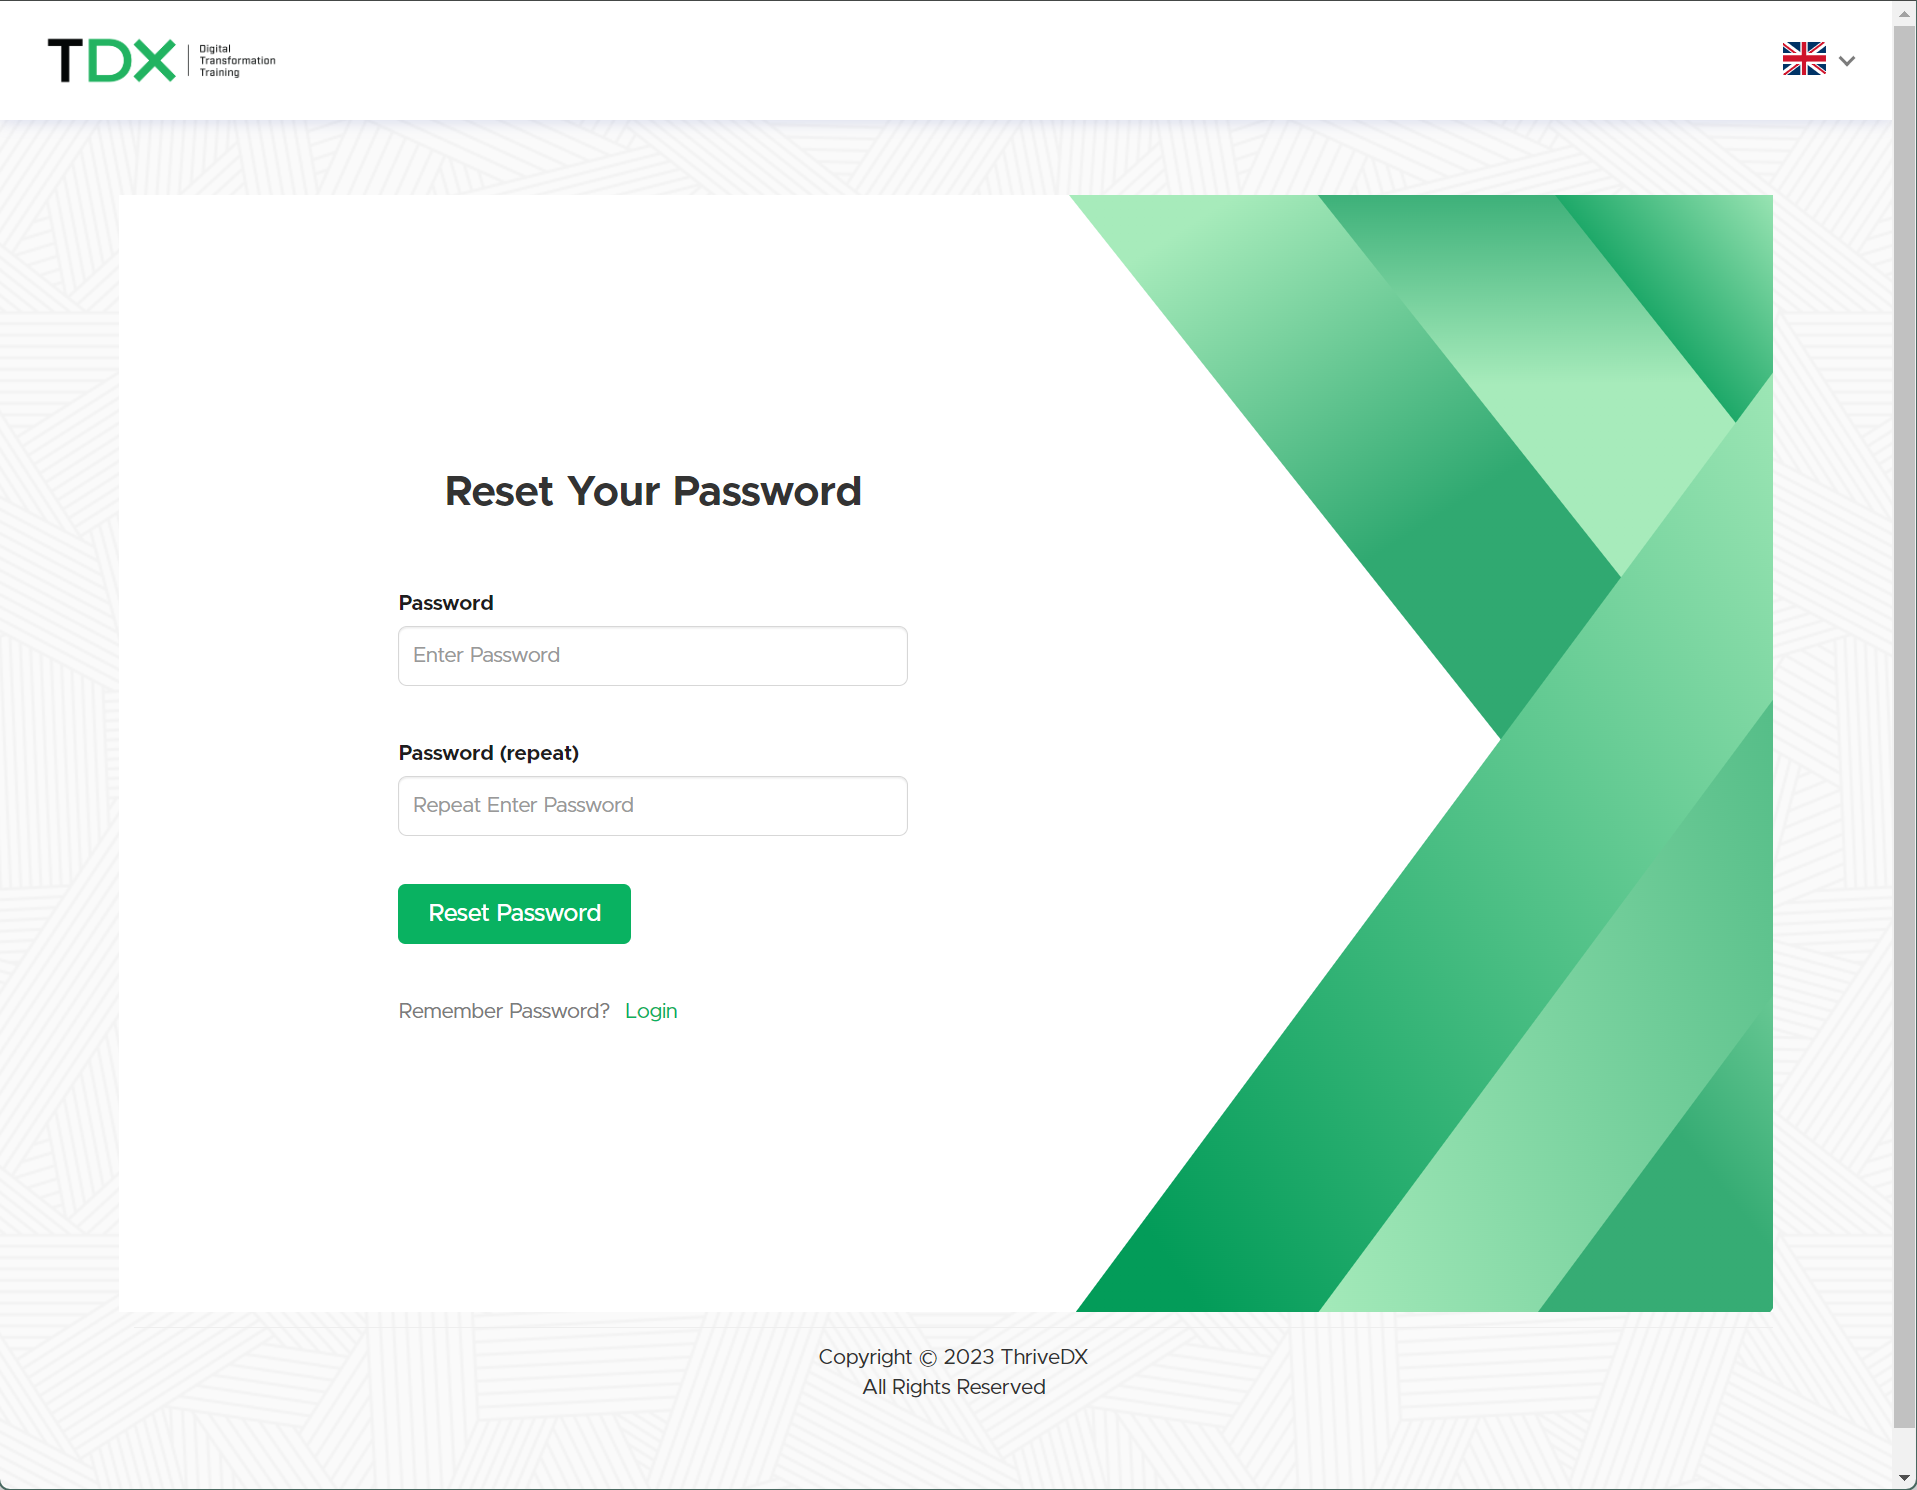 TDX
Digital
Transformation
Training
Reset Your Password
Password
Enter Password
Password (repeat)
Repeat Enter Password
Reset Password
Remember Password? Login
Copyright © 2023 ThriveDX
All Rights Reserved